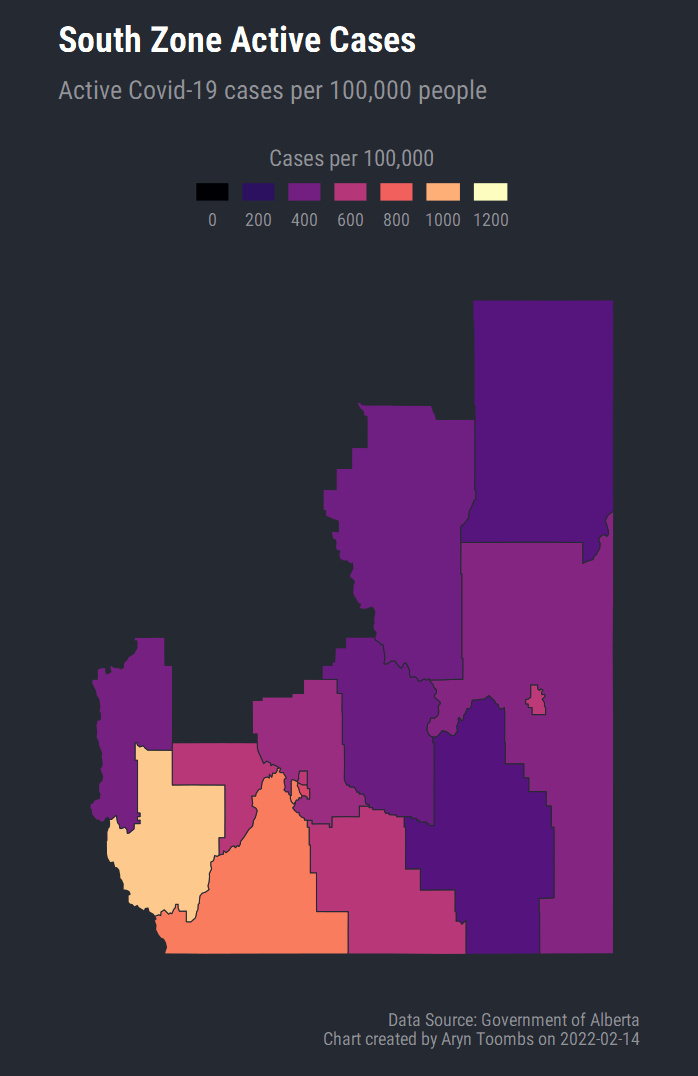 South Zone Active Cases
Active Covid-19 cases per 100,000 people
Cases per 100,000
0 200 400 600 800 1000 1200
Data Source: Government of Alberta
Chart created by Aryn Toombs on 2022-02-14